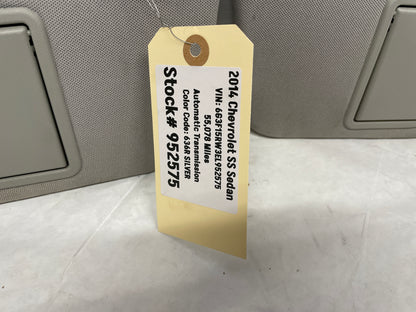 2014 Chevrolet SS Sedan
VIN: 6G3F15RW3EL952575
55,078 Miles
Automatic Transmission
Color Code: 636R SILVER
Stock# 952575